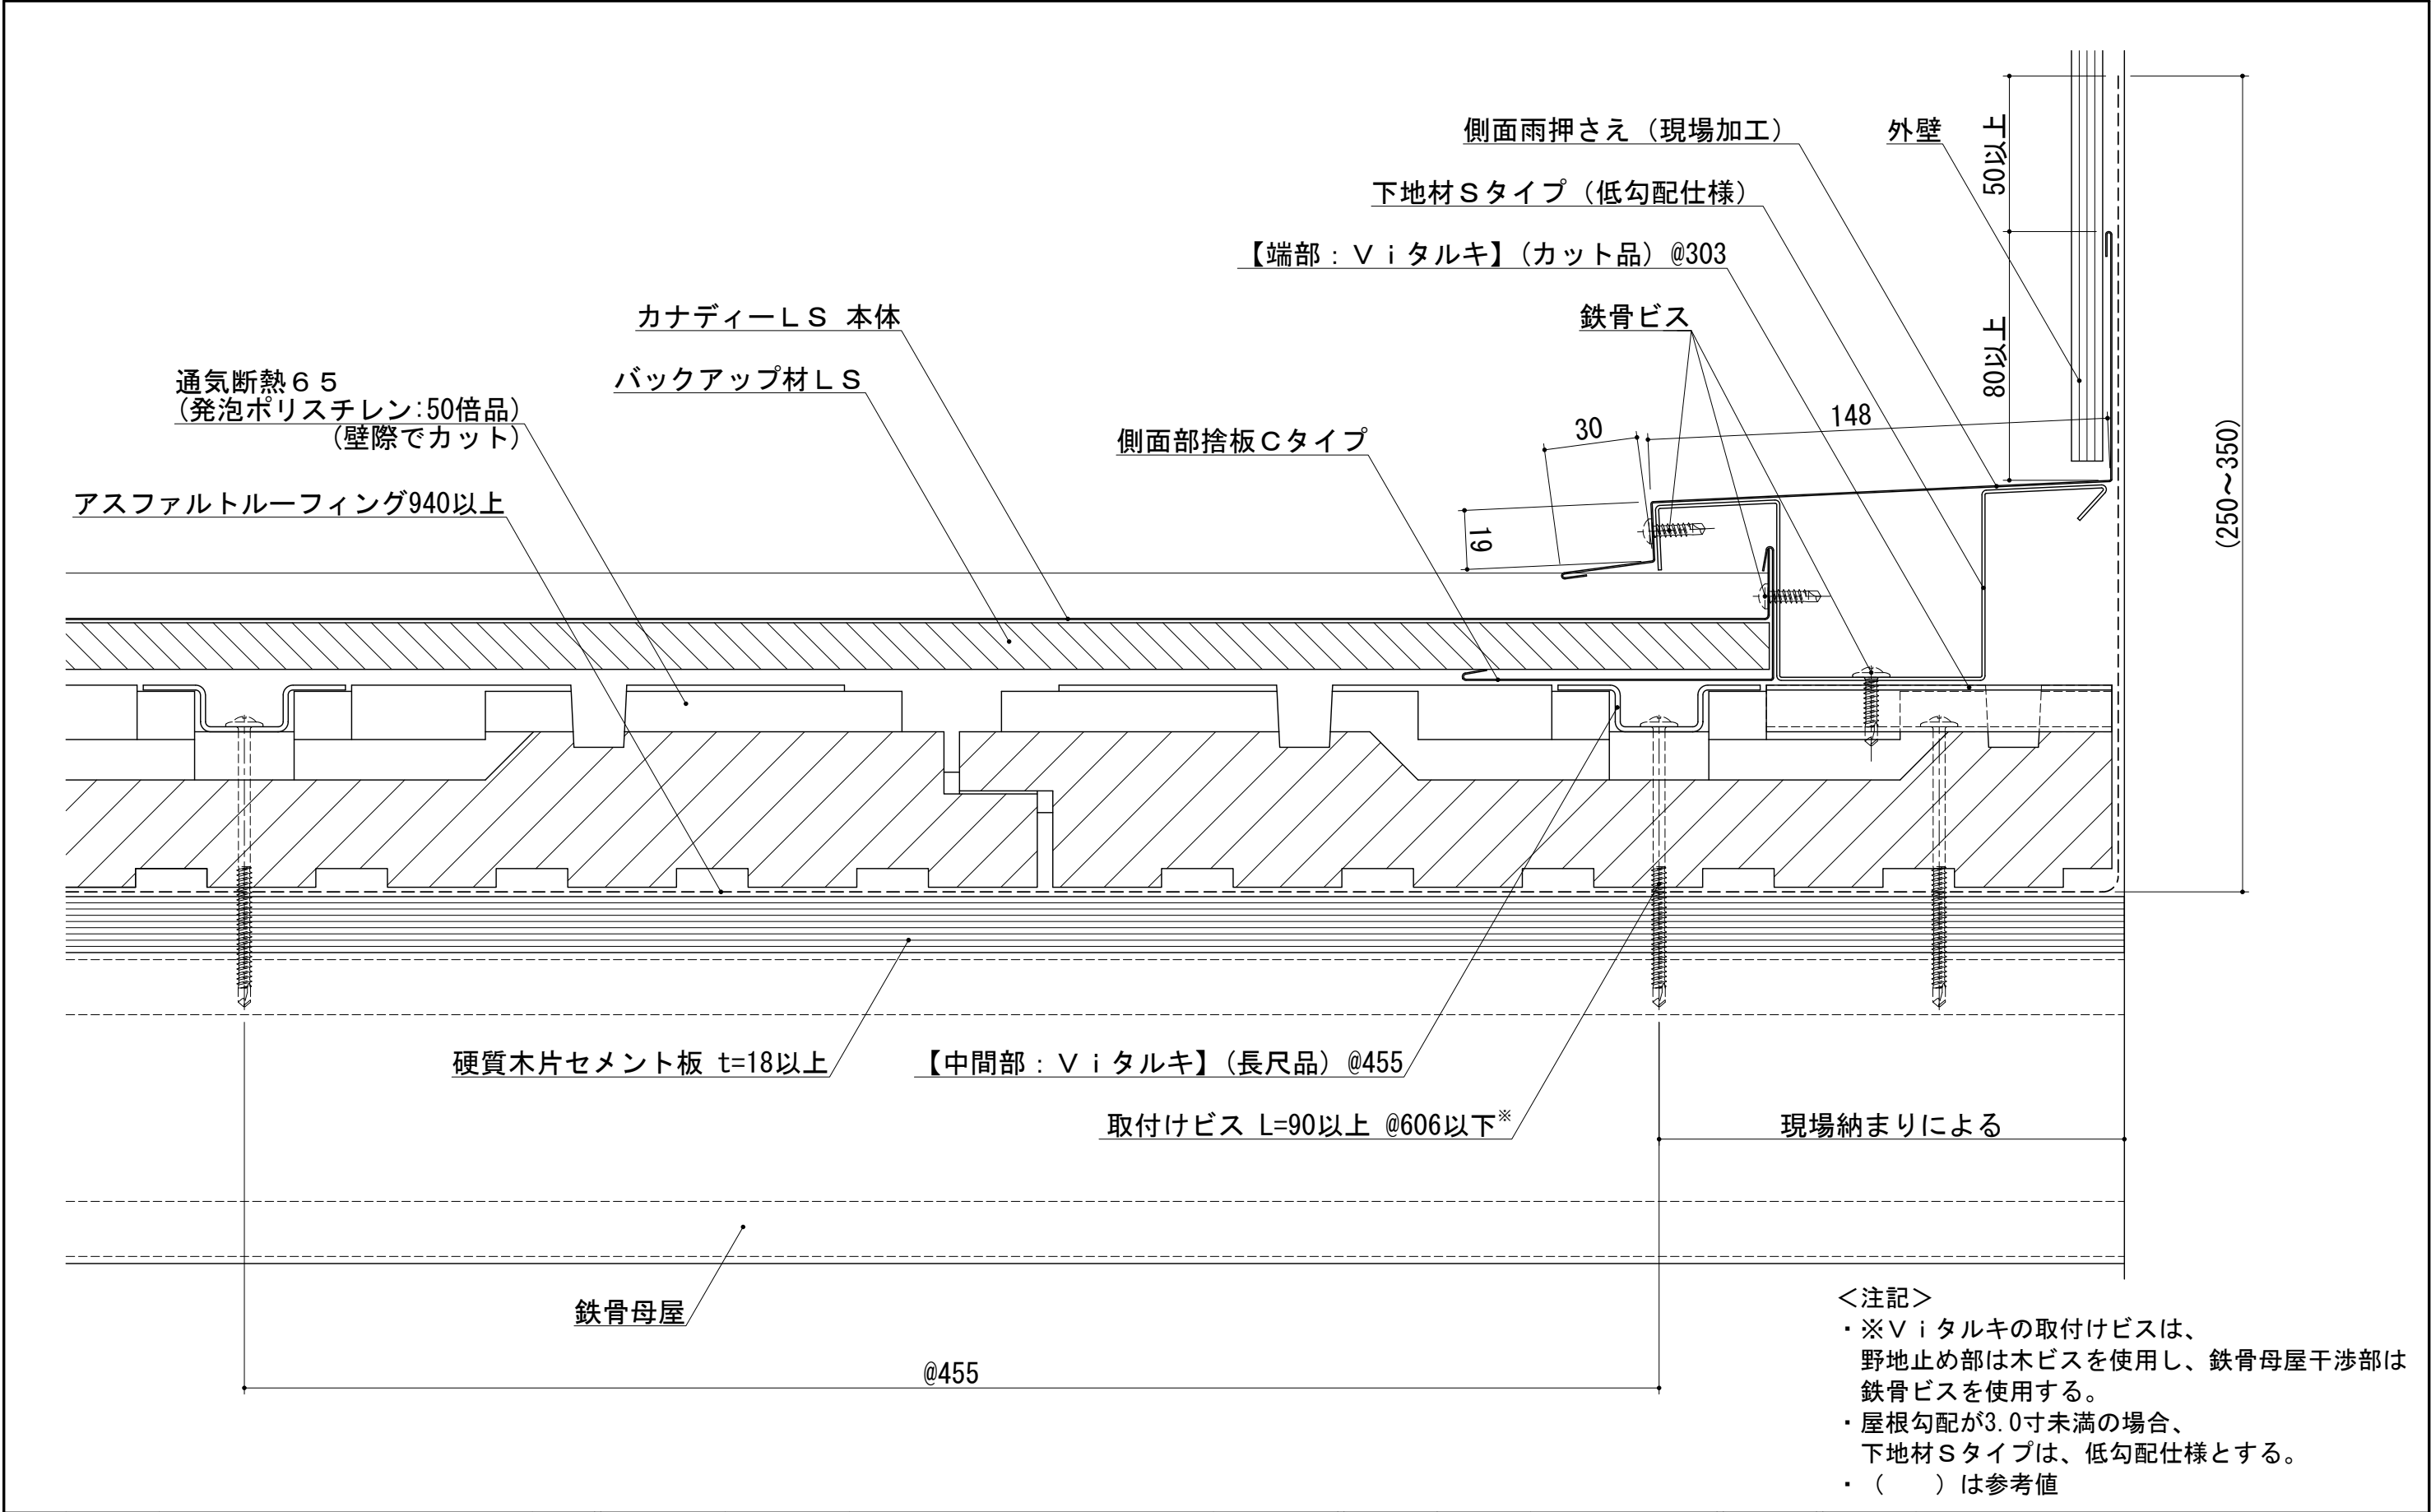 側面雨押さえ（現場加工）
外壁
50以上
下地材Ｓタイプ（低勾配仕様）
【端部：Ｖｉタルキ】（カット品）@303
カナディーＬＳ 本体
鉄骨ビス
80以上
通気断熱６５
（発泡ポリスチレン:50倍品）
（壁際でカット）
バックアップ材ＬＳ
側面部捨板Ｃタイプ
30
148
(250〜350)
アスファルトルーフィング940以上
19
硬質木片セメント板 t=18以上
【中間部：Ｖｉタルキ】（長尺品）@455
取付けビス L=90以上 @606以下※
現場納まりによる
鉄骨母屋
@455
＜注記＞
・※Ｖｉタルキの取付けビスは、
野地止め部は木ビスを使用し、鉄骨母屋干渉部は
鉄骨ビスを使用する。
・屋根勾配が3.0寸未満の場合、
下地材Ｓタイプは、低勾配仕様とする。
・（　　）は参考値